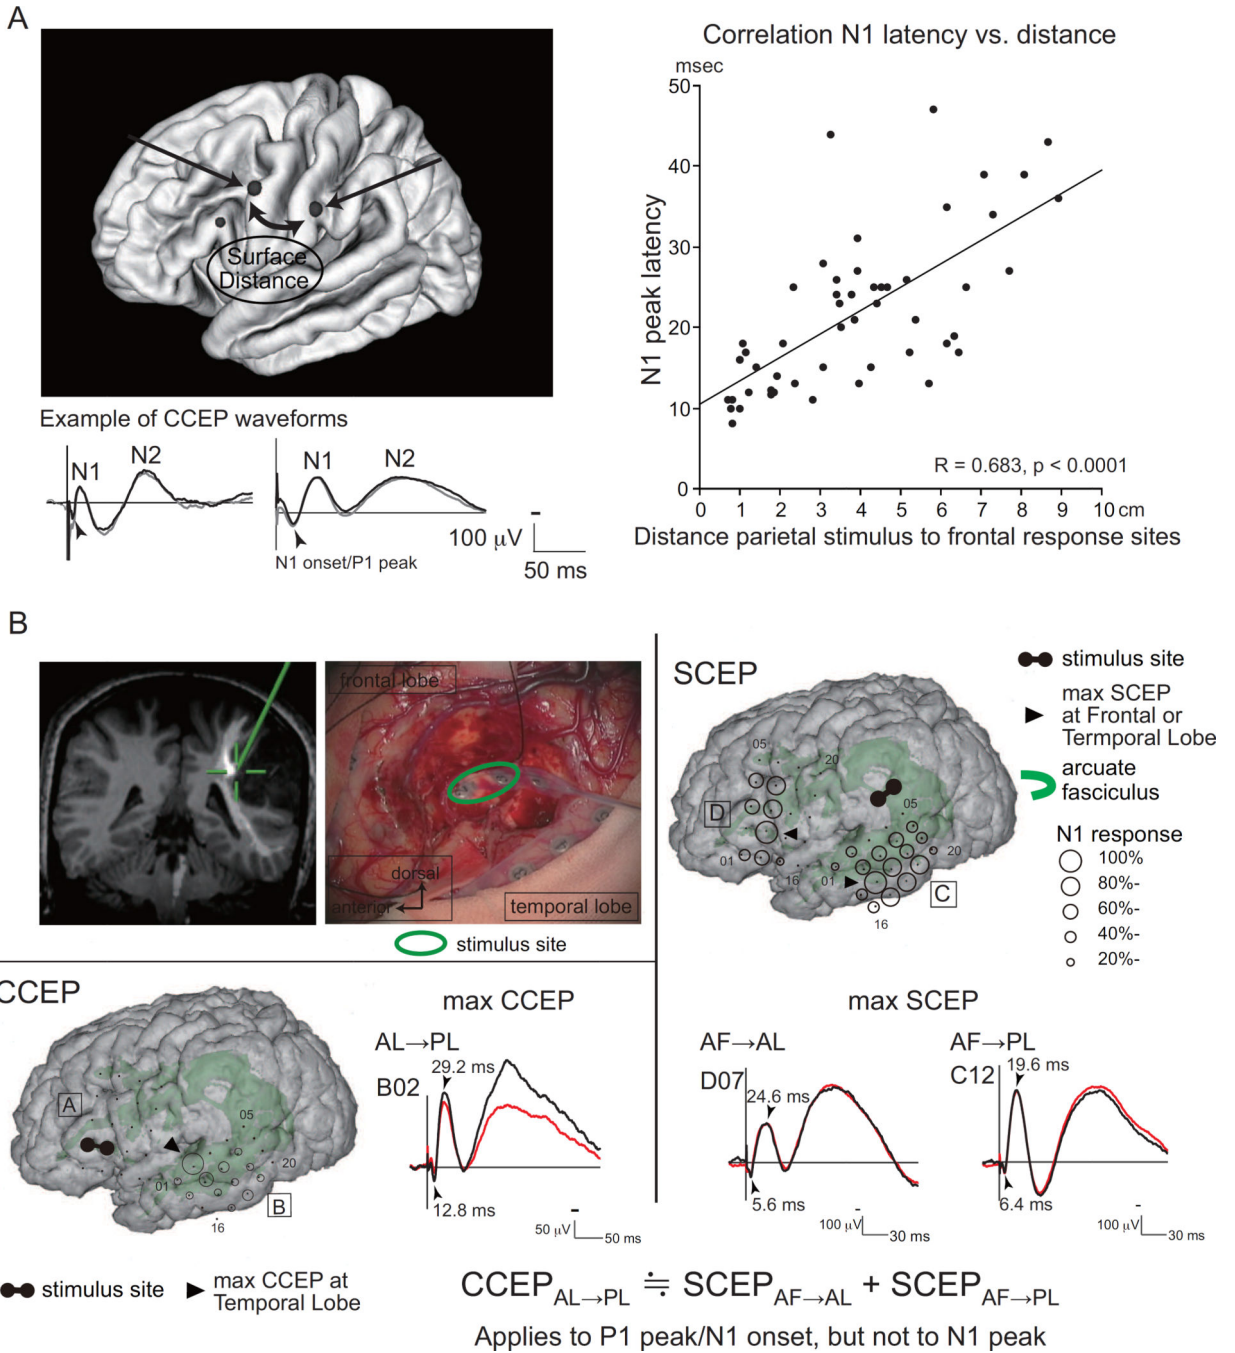 A
Surface
Distance
Example of CCEP waveforms
N1
N2
N1
N2
N1 onset/P1 peak
100 μV
50 ms
Correlation N1 latency vs. distance
msec
50
40
30
20
10
0
N1 peak latency
0 1 2 3 4 5 6 7 8 9 10 cm
R = 0.683, p < 0.0001
Distance parietal stimulus to frontal response sites
B
frontal lobe
dorsal
anterior
temporal lobe
stimulus site
SCEP
05
20
D
01
16
05
20
01
C
16
stimulus site
max SCEP
at Frontal or
Termporal Lobe
arcuate
fasciculus
N1 response
100%
80%-
60%-
40%-
20%-
CCEP
A
05
20
01
B
16
stimulus site
max CCEP at
Temporal Lobe
max CCEP
AL→PL
29.2 ms
B02
12.8 ms
50 μV
50 ms
max SCEP
AF→AL
D07
24.6 ms
5.6 ms
100 μV
30 ms
AF→PL
19.6 ms
C12
6.4 ms
100 μV
30 ms
CCEP AL→PL ≒ SCEP AF→AL + SCEP AF→PL
Applies to P1 peak/N1 onset, but not to N1 peak